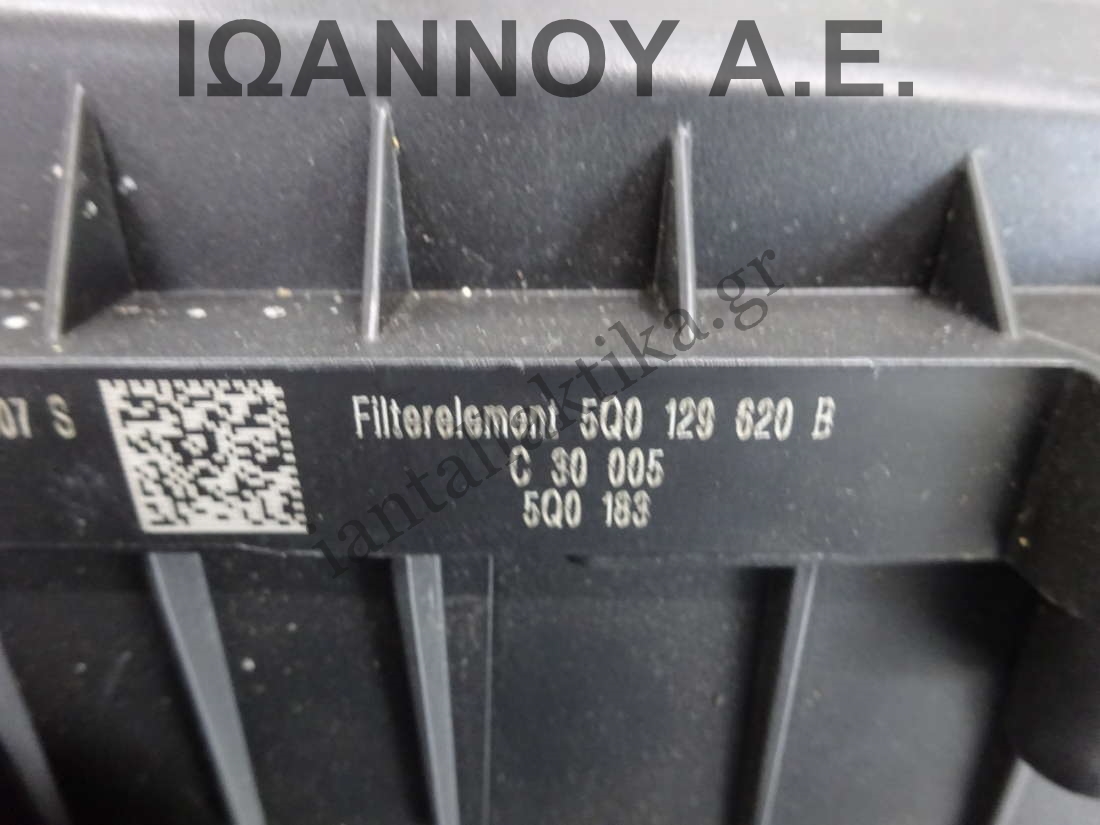 ΙΩΑΝΝΟΥ Α.Ε.
07 S
Filterelement 5Q0 129 620 B
C 30 005
5Q0 183
iantallaktika.gr